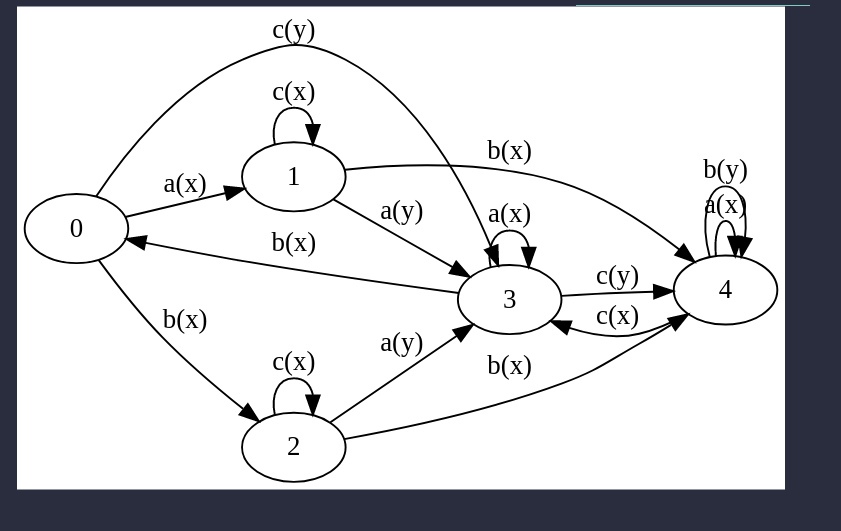 c(y)
c(x)
b(x)
b(y)
a(x)
1
a(x)
a(y)
a(x)
0
b(x)
c(y)
4
3
c(x)
b(x)
a(y)
c(x)
b(x)
2